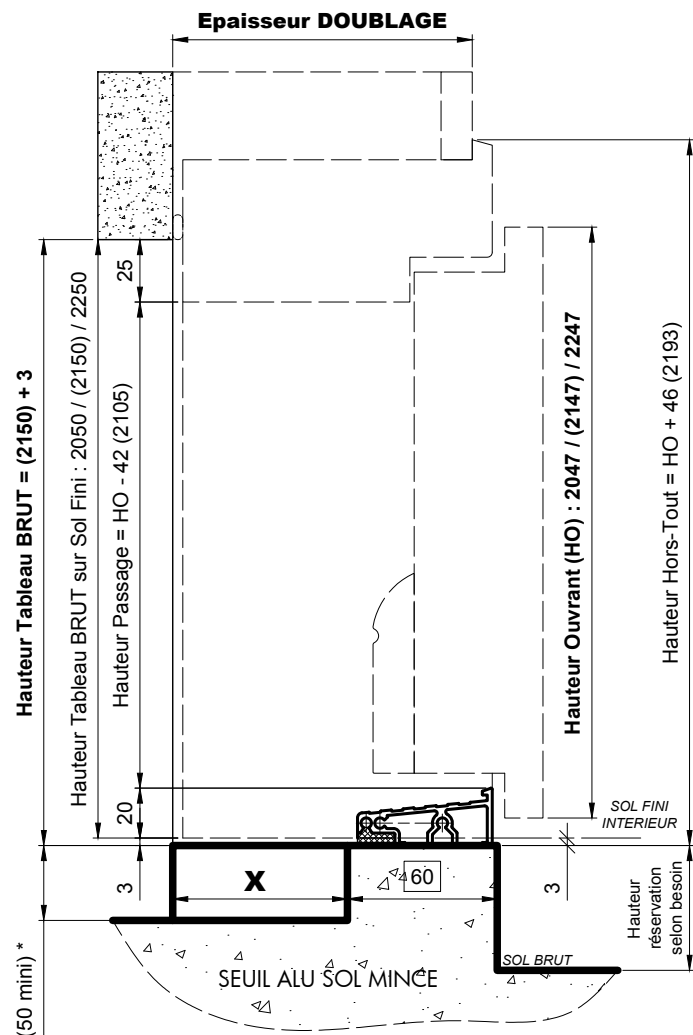 Epaisseur DOUBLAGE
Hauteur Tableau BRUT = (2150) + 3
Hauteur Tableau BRUT sur Sol Fini : 2050 / (2150) / 2250
25
Hauteur Passage = HO - 42 (2105)
20
3
Hauteur Ouvrant (HO) : 2047 / (2147) / 2247
Hauteur Hors-Tout = HO + 46 (2193)
SOL FINI
INTERIEUR
X
60
3
Hauteur
réservation
selon besoin
SOL BRUT
SEUIL ALU SOL MINCE
(50 mini) *